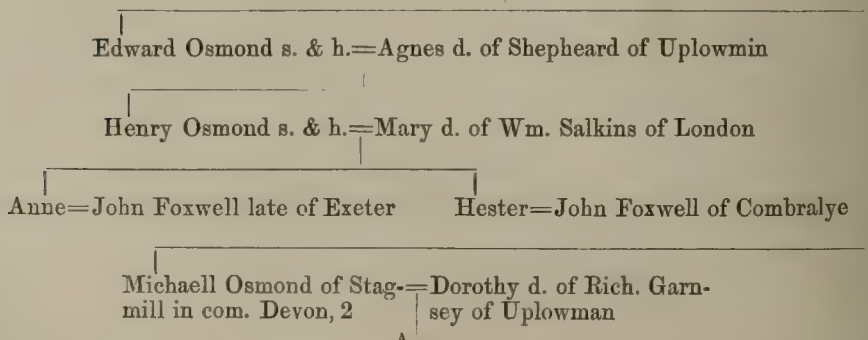 Edward Osmond s. & h.=Agnes d. of Shepheard of Uplowmin
Henry Osmond s. & h.=Mary d. of Wm. Salkins of London
Anne=John Foxwell late of Exeter Hester=John Foxwell of Combralye
Michaell Osmond of Stag-=Dorothy d. of Rich. Garn-
mill in com. Devon, 2 sey of Uplowman